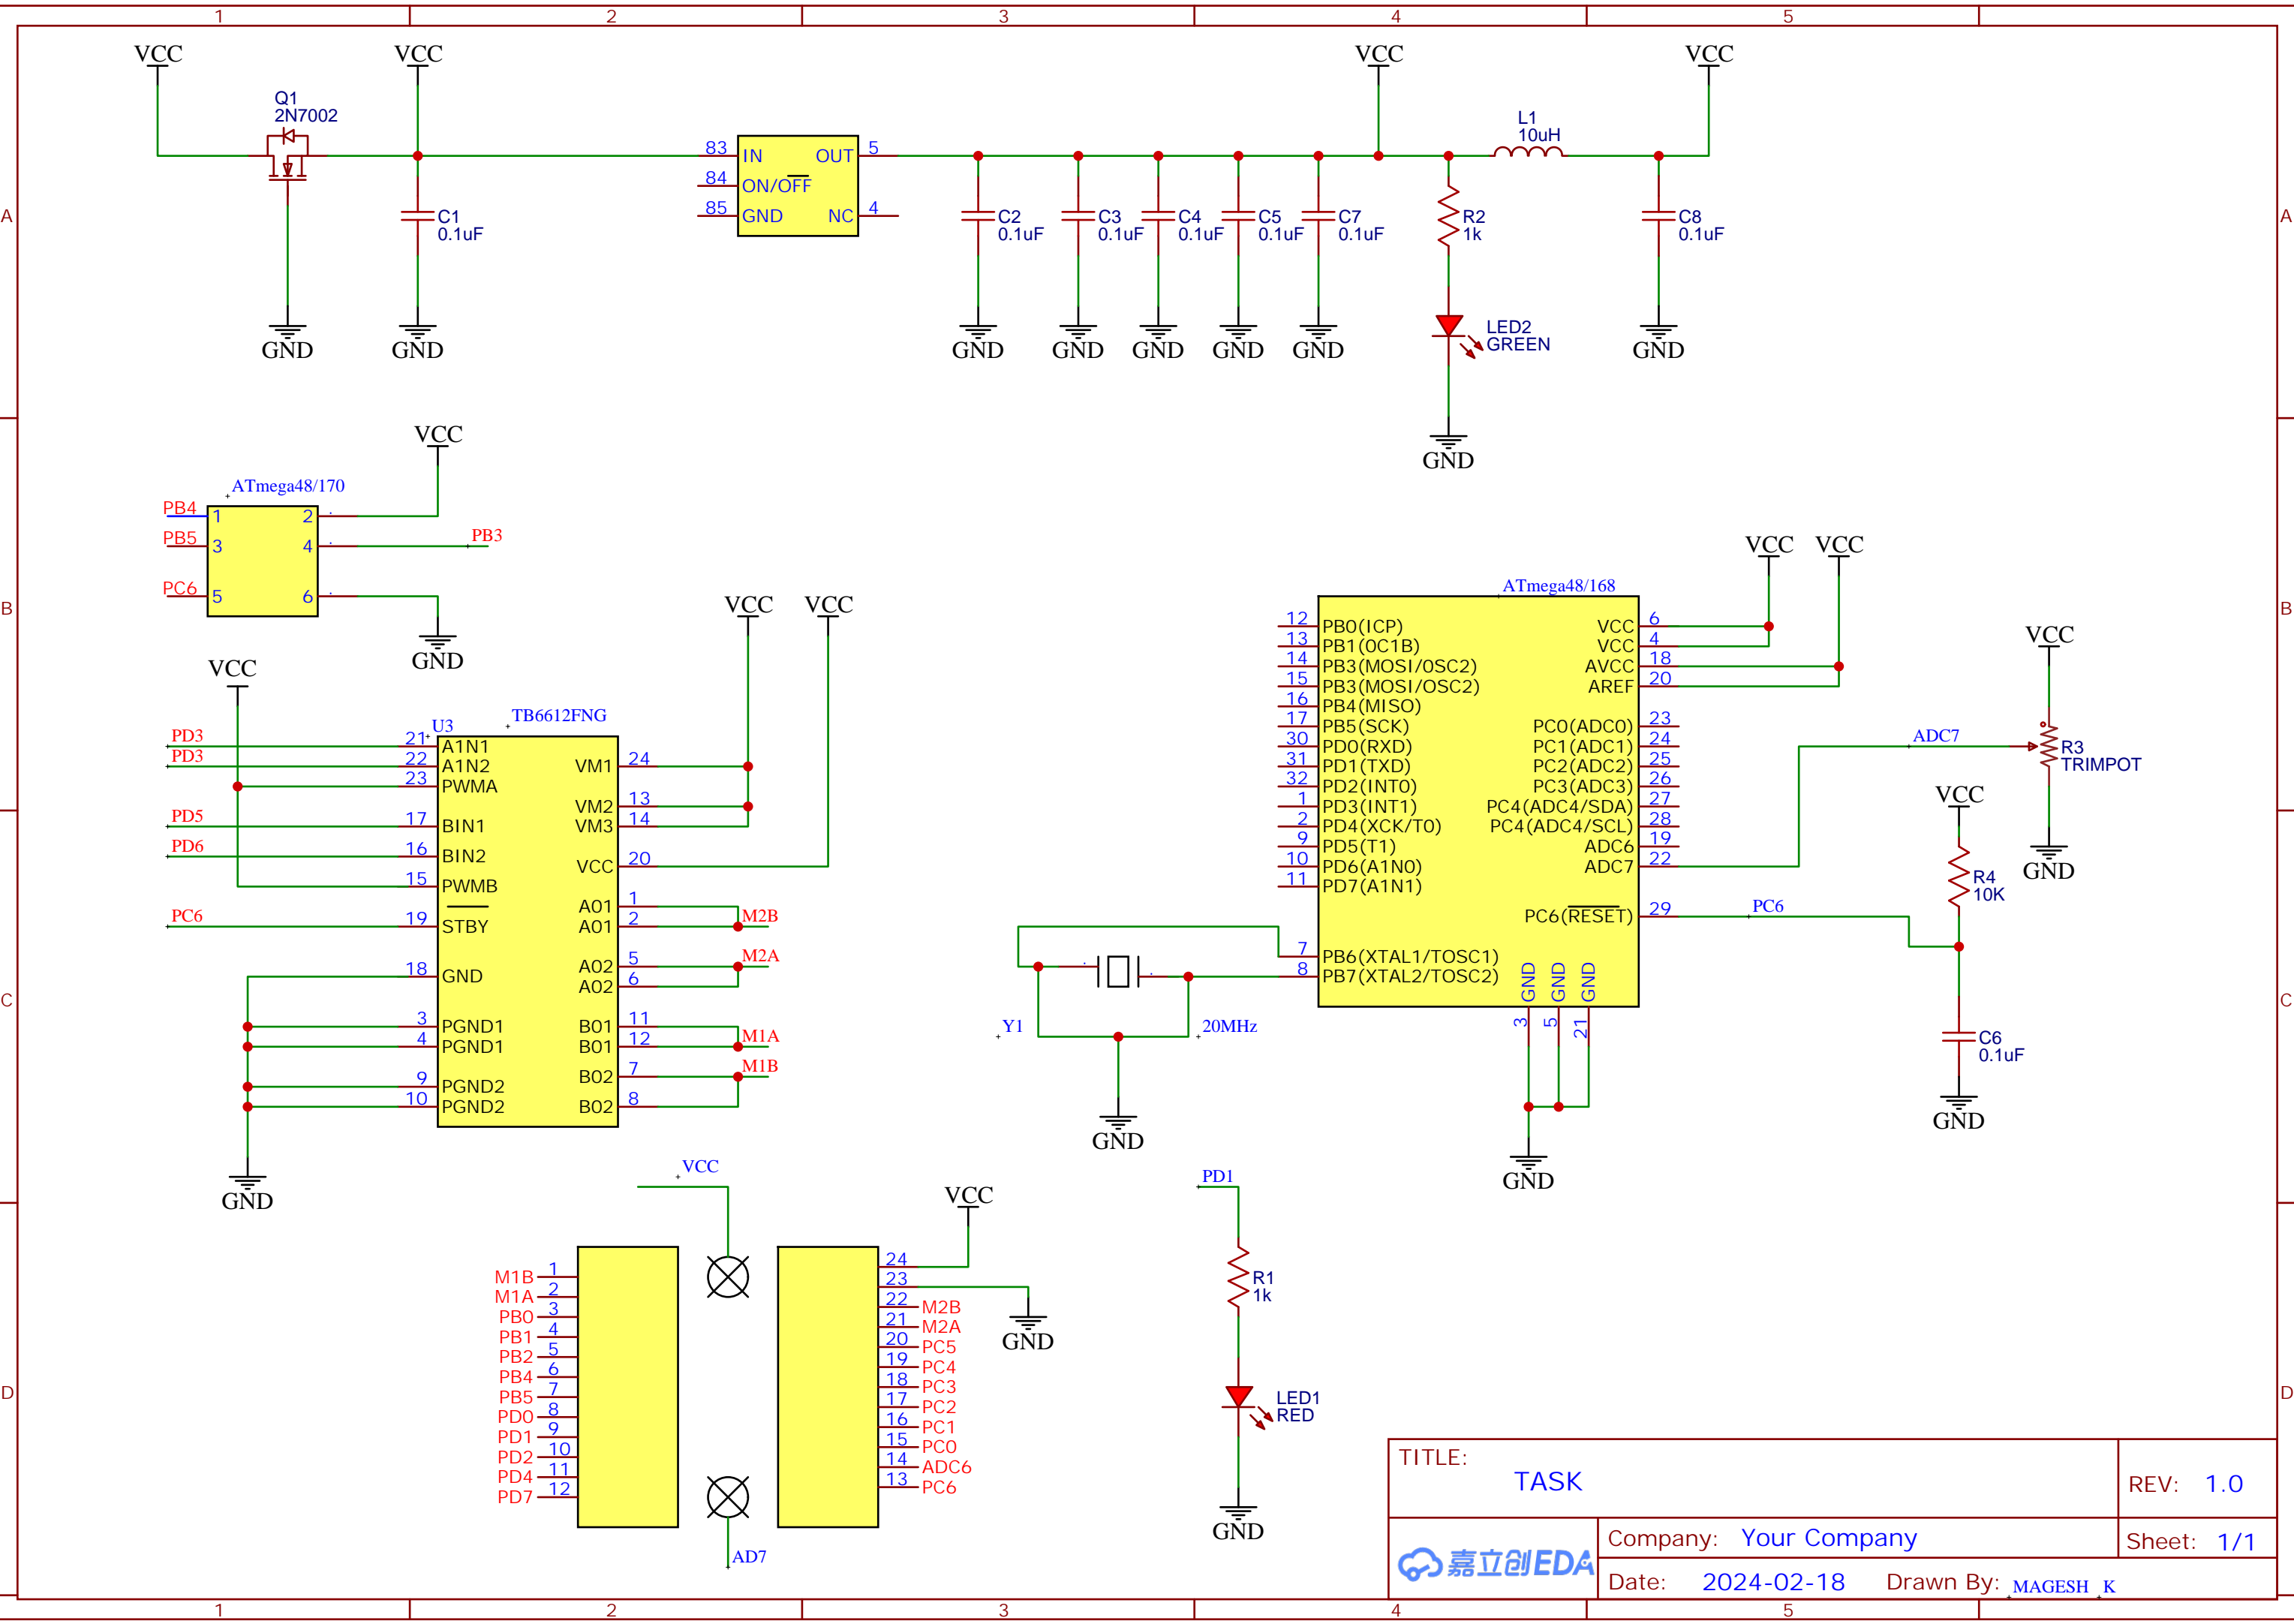 1 2 3 4 5
VCC VCC VCC VCC
Q1
2N7002
L1
10uH
83 IN OUT 5
84 ON/OFF
85 GND NC 4
A A
C1
0.1uF
C2
0.1uF
C3
0.1uF
C4
0.1uF
C5
0.1uF
C7
0.1uF
R2
1k
C8
0.1uF
LED2
GREEN
GND GND GND GND GND GND GND GND
GND
VCC
ATmega48/170
PB4 1 2
PB5 3 4 PB3
PC6 5 6
GND
B B
VCC
VCC VCC
U3 TB6612FNG
PD3 21 A1N1
PD3 22 A1N2
23 PWMA
PD5 17 BIN1
PD6 16 BIN2
15 PWMB
PC6 19 STBY
18 GND
3 PGND1
4 PGND1
9 PGND2
10 PGND2
VM1 24
VM2 13
VM3 14
VCC 20
A01 1
A01 2 M2B
A02 5 M2A
A02 6
B01 11
B01 12 M1A
B02 7 M1B
B02 8
GND
VCC VCC
ATmega48/168
12 PB0(ICP)
13 PB1(0C1B)
14 PB3(MOSI/0SC2)
15 PB3(MOSI/OSC2)
16 PB4(MISO)
17 PB5(SCK)
30 PD0(RXD)
31 PD1(TXD)
32 PD2(INT0)
1 PD3(INT1)
2 PD4(XCK/T0)
9 PD5(T1)
10 PD6(A1N0)
11 PD7(A1N1)
7 PB6(XTAL1/TOSC1)
8 PB7(XTAL2/TOSC2)
VCC 6
VCC 4
AVCC 18
AREF 20
PC0(ADC0) 23
PC1(ADC1) 24
PC2(ADC2) 25
PC3(ADC3) 26
PC4(ADC4/SDA) 27
PC4(ADC4/SCL) 28
ADC6 19
ADC7 22
PC6(RESET) 29
GND GND GND
3 5 21
GND
Y1 20MHz
GND
VCC
ADC7
R3
TRIMPOT
GND
VCC
R4
10K
PC6
C6
0.1uF
GND
C C
VCC
VCC
M1B 1
M1A 2
PB0 3
PB1 4
PB2 5
PB4 6
PB5 7
PD0 8
PD1 9
PD2 10
PD4 11
PD7 12
24
23
22 M2B
21 M2A
20 PC5
19 PC4
18 PC3
17 PC2
16 PC1
15 PC0
14 ADC6
13 PC6
GND
AD7
PD1
R1
1k
LED1
RED
GND
D D
TITLE:
TASK
REV: 1.0
嘉立创EDA
Company: Your Company
Sheet: 1/1
Date: 2024-02-18
Drawn By: MAGESH K
1 2 3 4 5